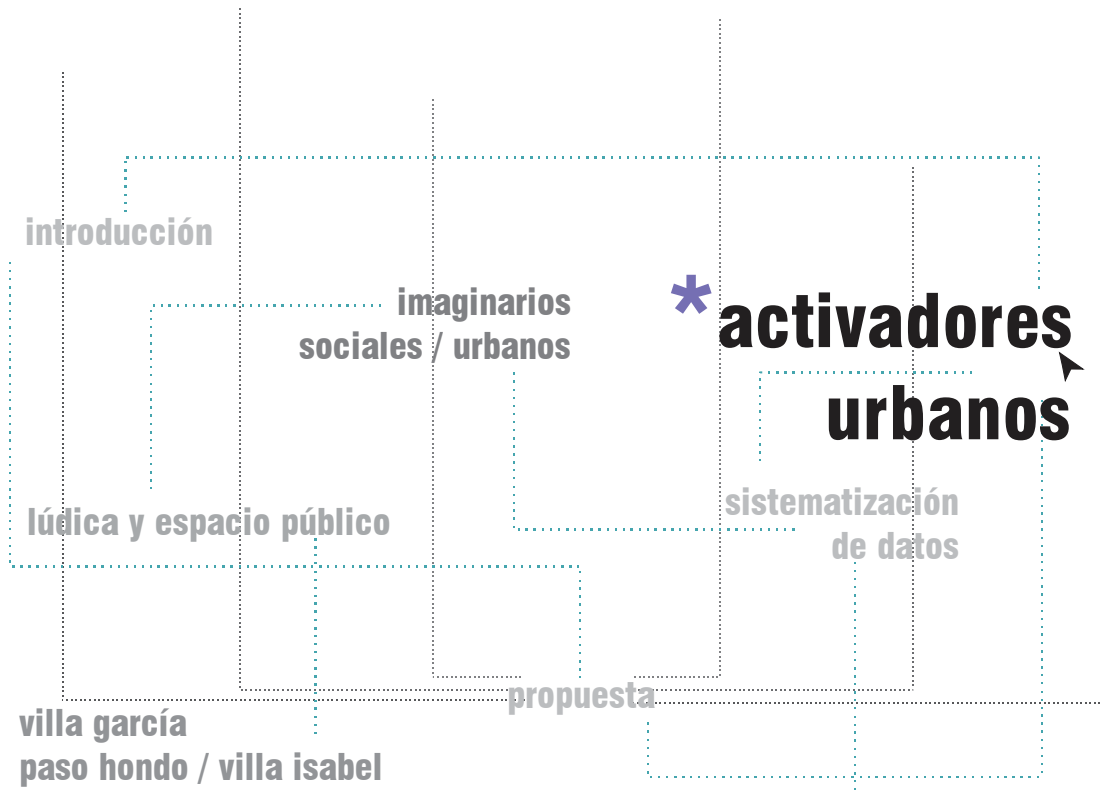 introducción
imaginarios
sociales / urbanos
*activadores
urbanos
lúdica y espacio público
sistematización
de datos
propuesta
villa garcía
paso hondo / villa isabel